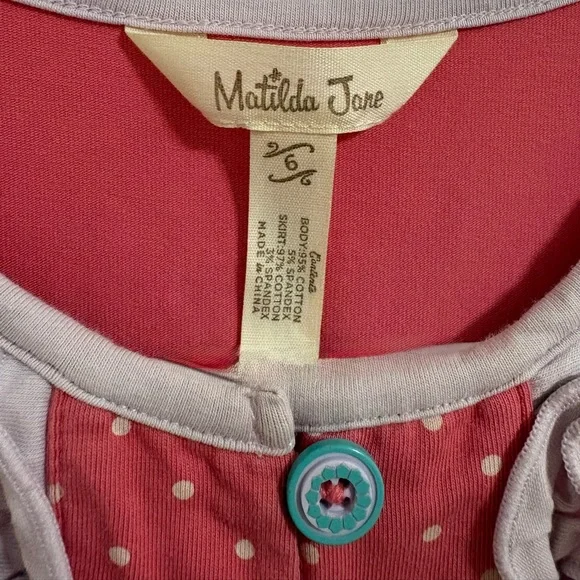 Matilda Jane
6
Contents
BODY:95% COTTON
5% SPANDEX
SKIRT:97% COTTON
3% SPANDEX
MADE in CHINA